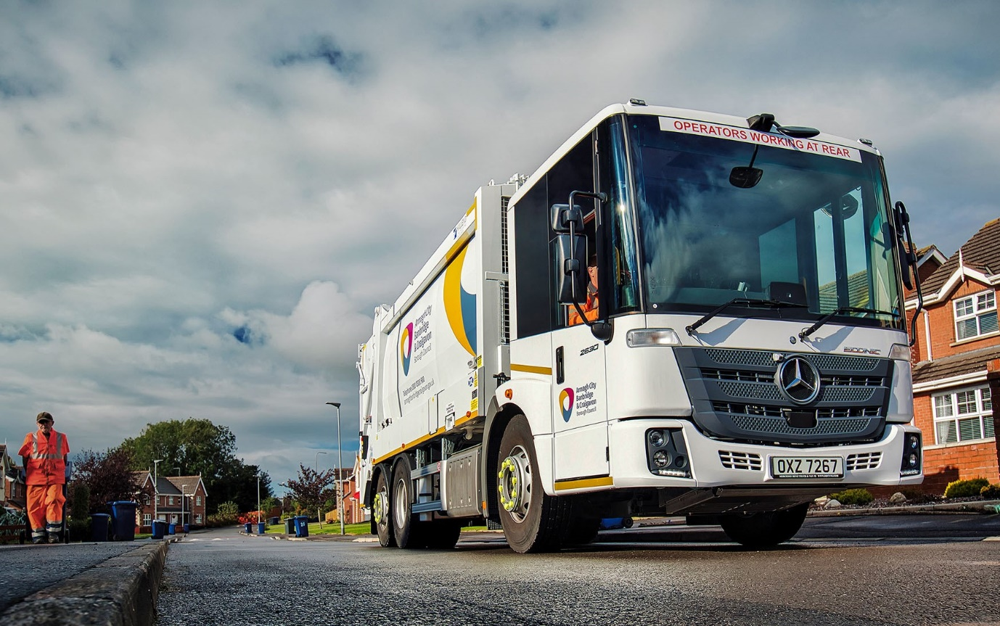 OPERATORS WORKING AT REAR
Armagh City
Banbridge
& Craigavon
Borough Council
2630
ECONIC
Armagh City
Banbridge
& Craigavon
Borough Council
OXZ 7267